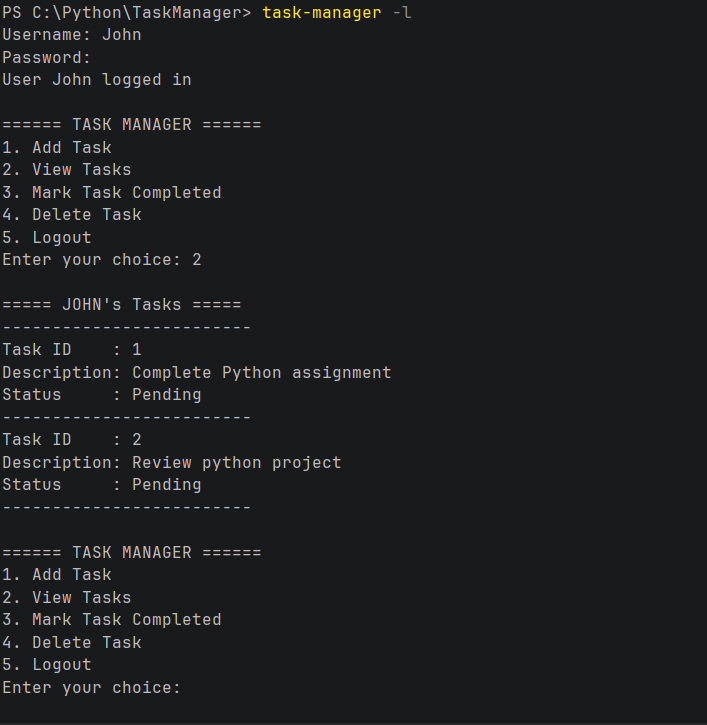 PS C:\Python\TaskManager> task-manager -l
Username: John
Password:
User John logged in
====== TASK MANAGER ======
1. Add Task
2. View Tasks
3. Mark Task Completed
4. Delete Task
5. Logout
Enter your choice: 2
===== JOHN's Tasks =====
-------------------------
Task ID    : 1
Description: Complete Python assignment
Status     : Pending
-------------------------
Task ID    : 2
Description: Review python project
Status     : Pending
-------------------------
====== TASK MANAGER ======
1. Add Task
2. View Tasks
3. Mark Task Completed
4. Delete Task
5. Logout
Enter your choice: